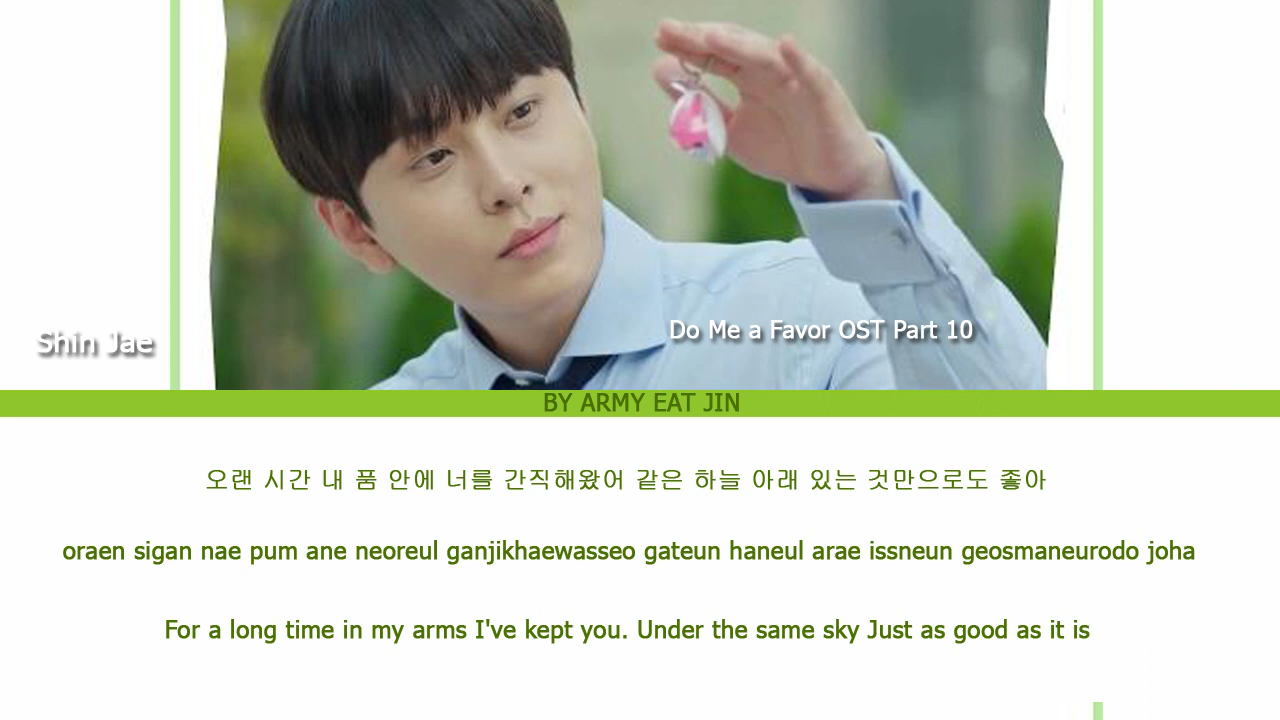 Shin Jae
Do Me a Favor OST Part 10
BY ARMY EAT JIN
오랜 시간 내 품 안에 너를 간직해왔어 같은 하늘 아래 있는 것만으로도 좋아
oraen sigan nae pum ane neoreul ganjikhaewasseo gateun haneul arae issneun geosmaneurodo joha
For a long time in my arms I've kept you. Under the same sky Just as good as it is